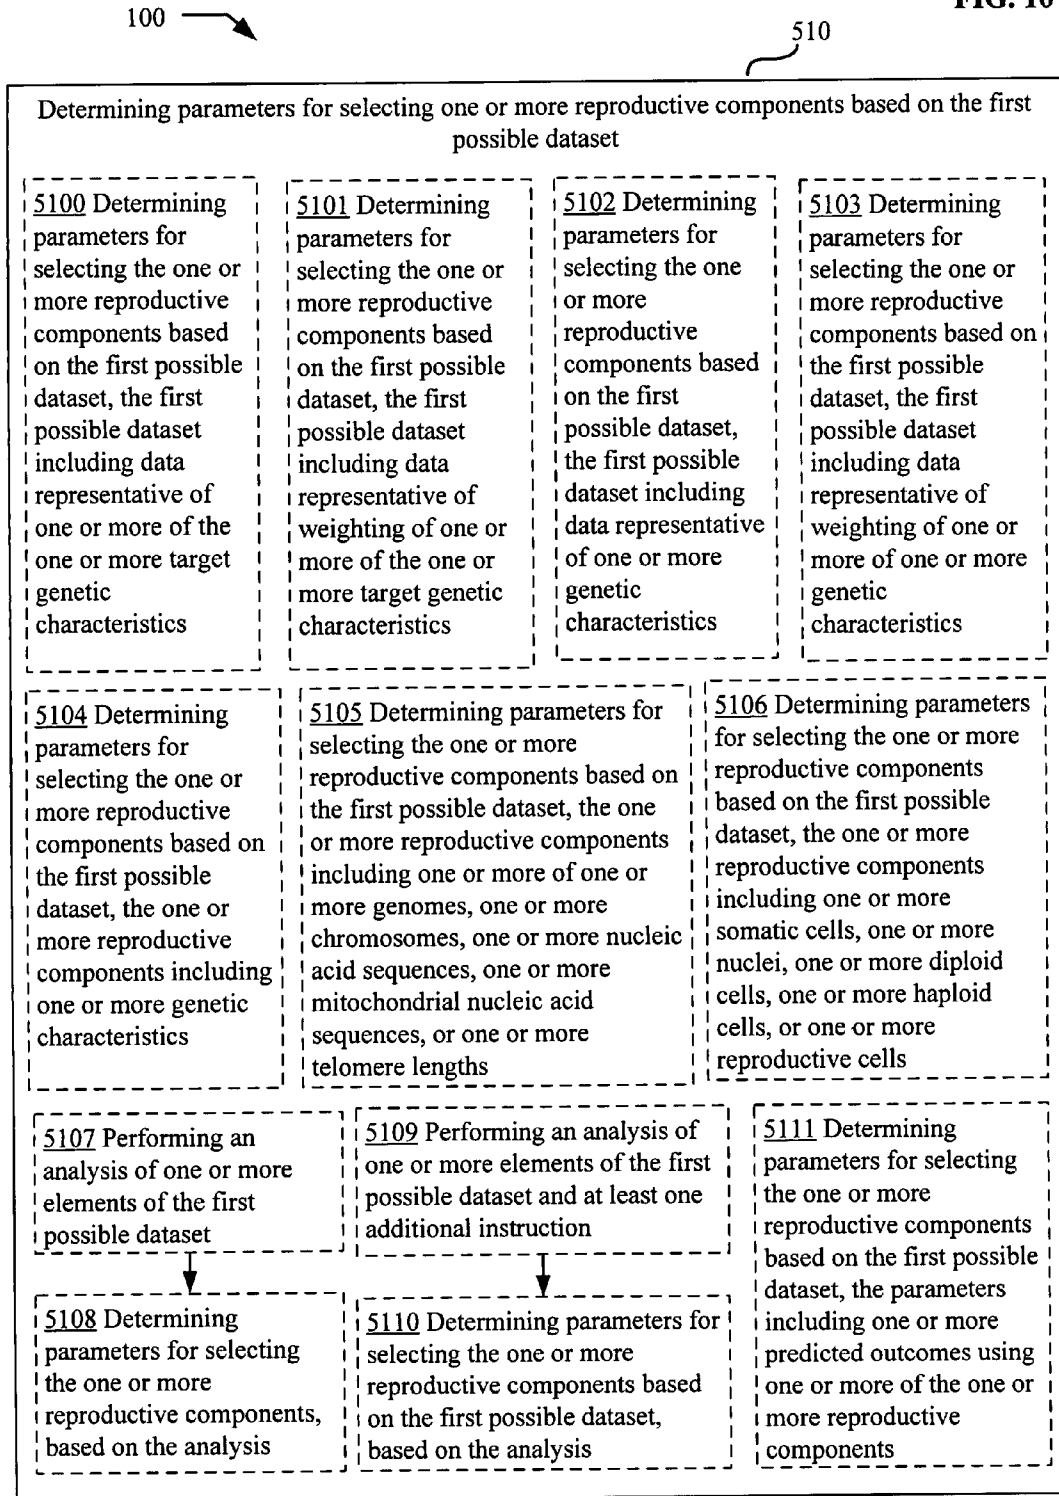 100
FIG. 10
510
Determining parameters for selecting one or more reproductive components based on the first
possible dataset
5100 Determining
parameters for
selecting the one or
more reproductive
components based
on the first possible
dataset, the first
possible dataset
including data
representative of
one or more of the
one or more target
genetic
characteristics
5101 Determining
parameters for
selecting the one or
more reproductive
components based
on the first possible
dataset, the first
possible dataset
including data
representative of
weighting of one or
more of the one or
more target genetic
characteristics
5102 Determining
parameters for
selecting the one
or more
reproductive
components based
on the first
possible dataset,
the first possible
dataset including
data representative
of one or more
genetic
characteristics
5103 Determining
parameters for
selecting the one or
more reproductive
components based on
the first possible
dataset, the first
possible dataset
including data
representative of
weighting of one or
more of one or more
genetic
characteristics
5104 Determining
parameters for
selecting the one or
more reproductive
components based on
the first possible
dataset, the one or
more reproductive
components including
one or more genetic
characteristics
5105 Determining parameters for
selecting the one or more
reproductive components based on
the first possible dataset, the one
or more reproductive components
including one or more of one or
more genomes, one or more
chromosomes, one or more nucleic
acid sequences, one or more
mitochondrial nucleic acid
sequences, or one or more
telomere lengths
5106 Determining parameters
for selecting the one or more
reproductive components
based on the first possible
dataset, the one or more
reproductive components
including one or more
somatic cells, one or more
nuclei, one or more diploid
cells, one or more haploid
cells, or one or more
reproductive cells
5107 Performing an
analysis of one or more
elements of the first
possible dataset
5109 Performing an analysis of
one or more elements of the first
possible dataset and at least one
additional instruction
5111 Determining
parameters for selecting
the one or more
reproductive components
based on the first possible
dataset, the parameters
including one or more
predicted outcomes using
one or more of the one or
more reproductive
components
5108 Determining
parameters for selecting
the one or more
reproductive components,
based on the analysis
5110 Determining parameters for
selecting the one or more
reproductive components based
on the first possible dataset,
based on the analysis